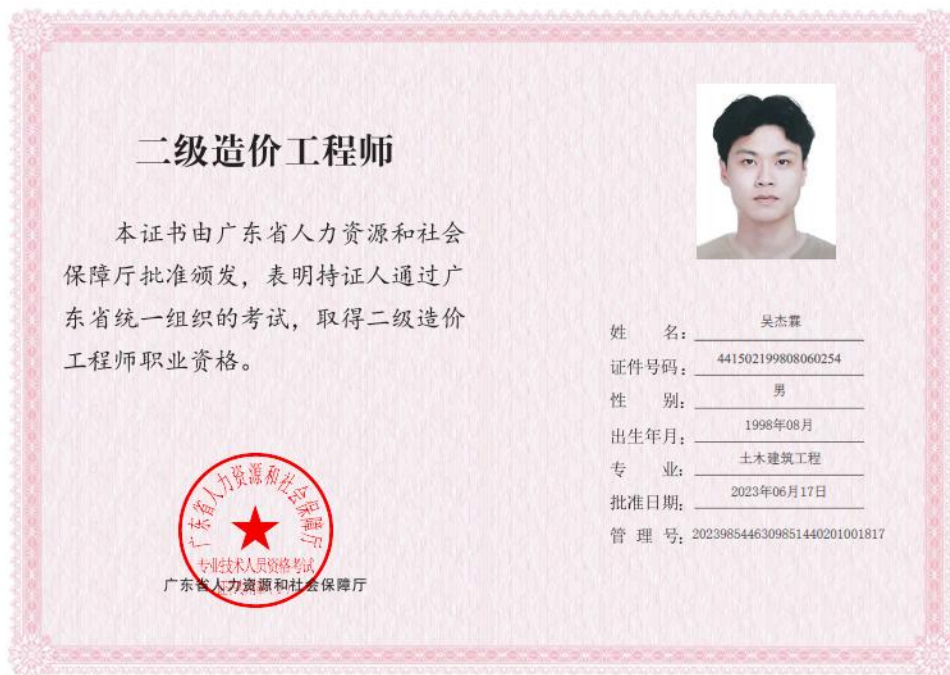 二级造价工程师
本证书由广东省人力资源和社会
保障厅批准颁发，表明持证人通过广
东省统一组织的考试，取得二级造价
工程师职业资格。
姓 名：吴杰霖
证件号码：441502199808060254
性 别：男
出生年月：1998年08月
专 业：土木建筑工程
批准日期：2023年06月17日
管 理 号：2023985446309851440201001817
广东省人力资源和社会保障厅
专业技术人员资格考试
广东省人力资源和社会保障厅